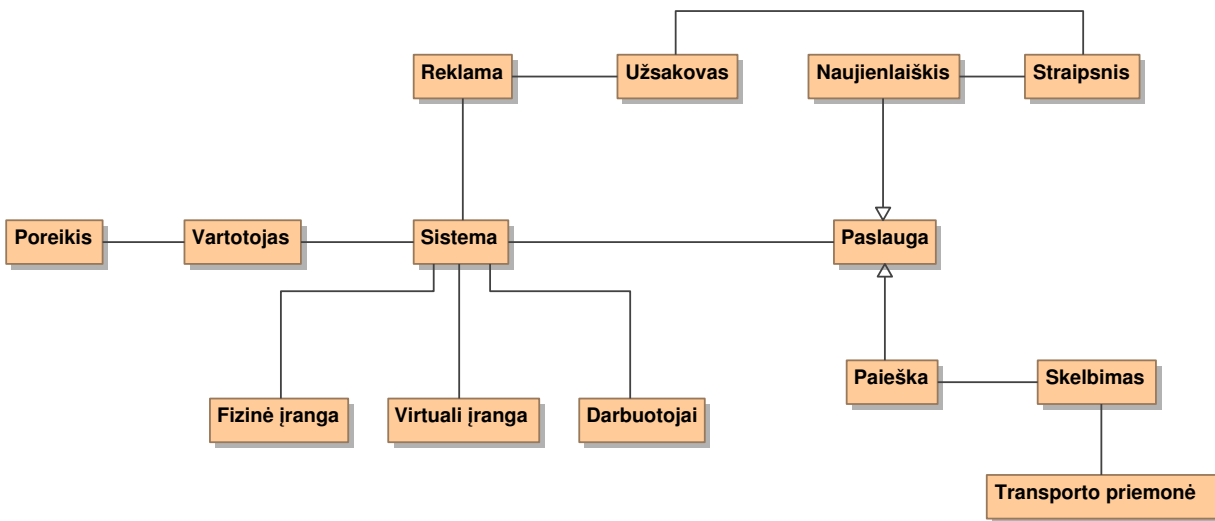 Reklama
Užsakovas
Naujienlaiškis
Straipsnis
Poreikis
Vartotojas
Sistema
Paslauga
Paieška
Skelbimas
Fizinė įranga
Virtuali įranga
Darbuotojai
Transporto priemonė